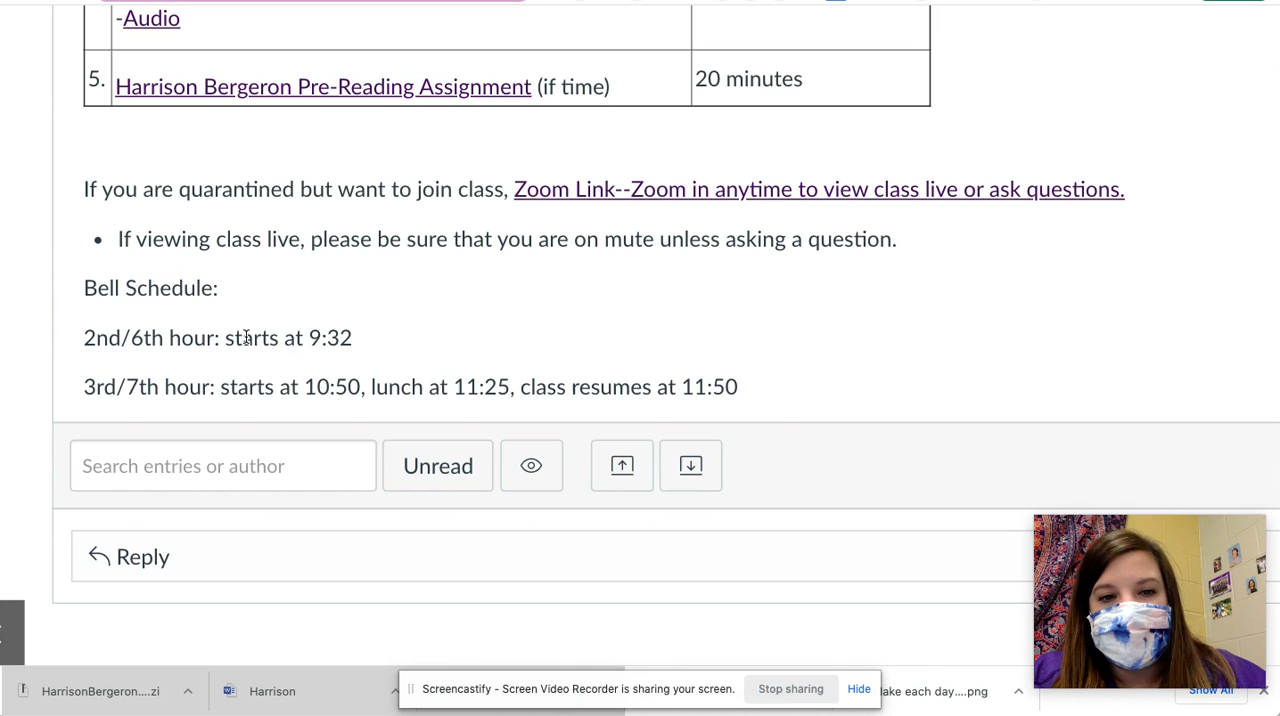 -Audio
5. Harrison Bergeron Pre-Reading Assignment (if time) 20 minutes
If you are quarantined but want to join class, Zoom Link--Zoom in anytime to view class live or ask questions.
• If viewing class live, please be sure that you are on mute unless asking a question.
Bell Schedule:
2nd/6th hour: starts at 9:32
3rd/7th hour: starts at 10:50, lunch at 11:25, class resumes at 11:50
Search entries or author Unread
Reply
HarrisonBergeron....zi Harrison Screencastify - Screen Video Recorder is sharing your screen. Stop sharing Hide ake each day....png Show All